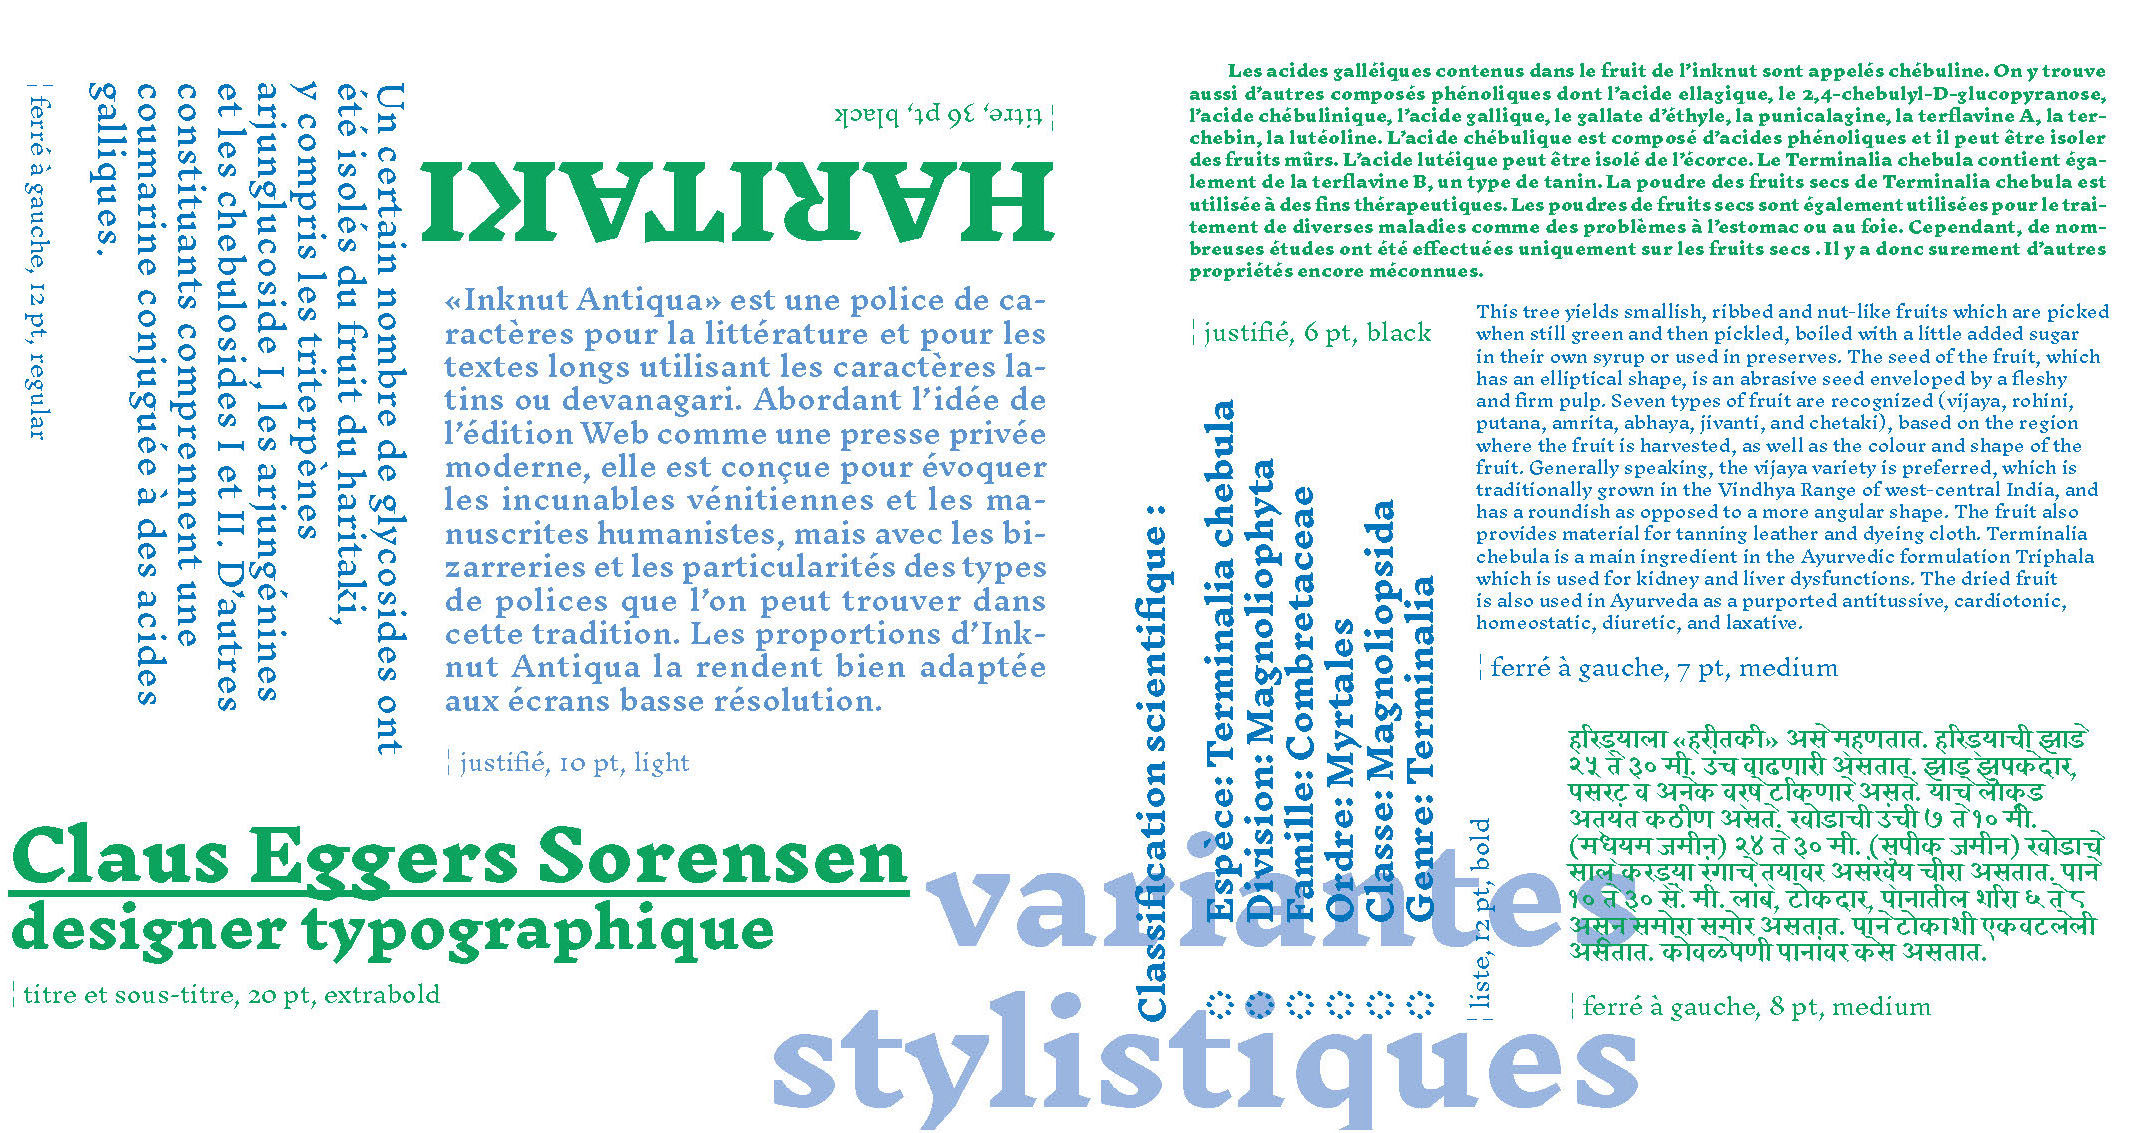 ¦ ferré à gauche, 12 pt, regular
Un certain nombre de glycosides ont
été isolés du fruit du haritaki,
y compris les triterpènes
arjunglucoside I, les arjungénines
et les chebulosides I et II. D’autres
constituants comprennent une
coumarine conjuguée à des acides
galliques.
¦ titre, 36 pt, black
HARITAKI
«Inknut Antiqua» est une police de ca-
ractères pour la littérature et pour les
textes longs utilisant les caractères la-
tins ou devanagari. Abordant l’idée de
l’édition Web comme une presse privée
moderne, elle est conçue pour évoquer
les incunables vénitiennes et les ma-
nuscrites humanistes, mais avec les bi-
zarreries et les particularités des types
de polices que l’on peut trouver dans
cette tradition. Les proportions d’Ink-
nut Antiqua la rendent bien adaptée
aux écrans basse résolution.
¦ justifié, 10 pt, light
Claus Eggers Sorensen
designer typographique
¦ titre et sous-titre, 20 pt, extrabold
Les acides galléiques contenus dans le fruit de l’inknut sont appelés chébuline. On y trouve
aussi d’autres composés phénoliques dont l’acide ellagique, le 2,4-chebulyl-D-glucopyranose,
l’acide chébulinique, l’acide gallique, le gallate d’éthyle, la punicalagine, la terflavine A, la ter-
chebin, la lutéoline. L’acide chébulique est composé d’acides phénoliques et il peut être isoler
des fruits mûrs. L’acide lutéique peut être isolé de l’écorce. Le Terminalia chebula contient éga-
lement de la terflavine B, un type de tanin. La poudre des fruits secs de Terminalia chebula est
utilisée à des fins thérapeutiques. Les poudres de fruits secs sont également utilisées pour le trai-
tement de diverses maladies comme des problèmes à l’estomac ou au foie. Cependant, de nom-
breuses études ont été effectuées uniquement sur les fruits secs . Il y a donc surement d’autres
propriétés encore méconnues.
¦ justifié, 6 pt, black
This tree yields smallish, ribbed and nut-like fruits which are picked
when still green and then pickled, boiled with a little added sugar
in their own syrup or used in preserves. The seed of the fruit, which
has an elliptical shape, is an abrasive seed enveloped by a fleshy
and firm pulp. Seven types of fruit are recognized (vijaya, rohini,
putana, amrita, abhaya, jivanti, and chetaki), based on the region
where the fruit is harvested, as well as the colour and shape of the
fruit. Generally speaking, the vijaya variety is preferred, which is
traditionally grown in the Vindhya Range of west-central India, and
has a roundish as opposed to a more angular shape. The fruit also
provides material for tanning leather and dyeing cloth. Terminalia
chebula is a main ingredient in the Ayurvedic formulation Triphala
which is used for kidney and liver dysfunctions. The dried fruit
is also used in Ayurveda as a purported antitussive, cardiotonic,
homeostatic, diuretic, and laxative.
¦ ferré à gauche, 7 pt, medium
Classification scientifique :
Espèce: Terminalia chebula
Division: Magnoliophyta
Famille: Combretaceae
Ordre: Myrtales
Classe: Magnoliopsida
Genre: Terminalia
¦ liste, 12 pt, bold
variantes
stylistiques
हरिड्याला «हरीतकी» असे म्हणतात. हरिड्याची झाडे
२५ ते ३० मी. उंच वाढणारी असतात. झाड झुपकेदार,
पसरट व अनेक वर्षे टिकणारे असते. याचे लाकूड
अत्यंत कठीण असते. खोडाची उंची ७ ते १० मी.
(मध्यम जमीन) २४ ते ३० मी. (सुपीक जमीन) खोडाचे
साल करड्या रंगाचे त्यावर असंख्य चीरा असतात. पाने
१० ते ३० सें. मी. लांब, टोकदार, पानातील शीरा ६ ते ८
असून समोरा समोर असतात. पाने टोकाशी एकवटलेली
असीतात. कोवळेपणी पानांवर केस असतात.
¦ ferré à gauche, 8 pt, medium